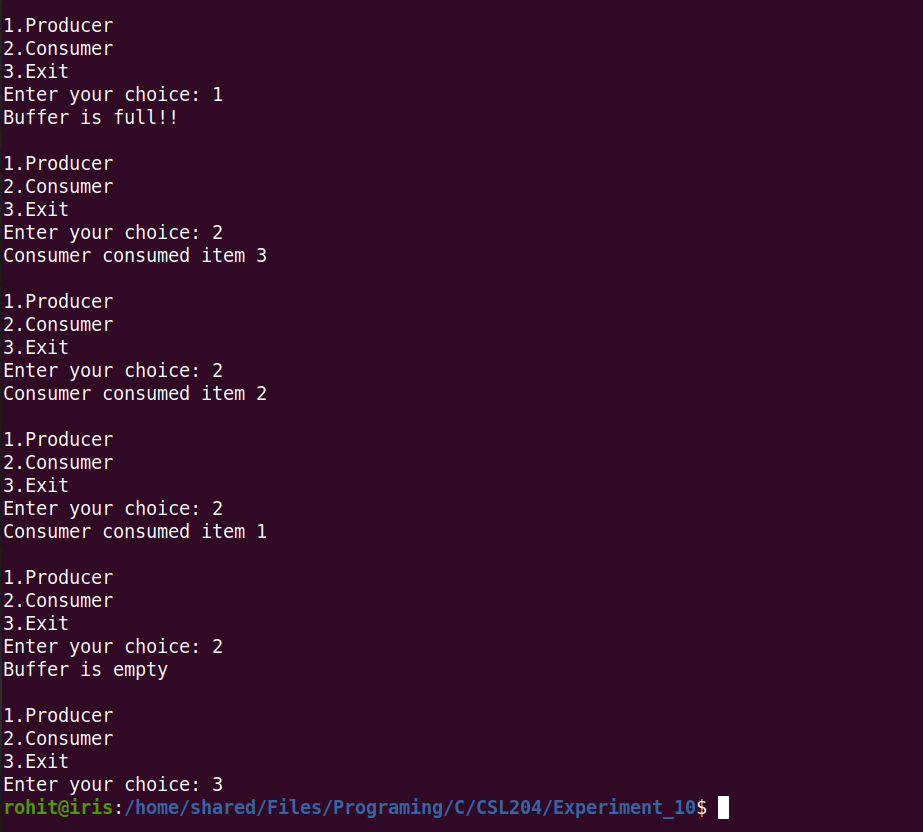 1.Producer
2.Consumer
3.Exit
Enter your choice: 1
Buffer is full!!
1.Producer
2.Consumer
3.Exit
Enter your choice: 2
Consumer consumed item 3
1.Producer
2.Consumer
3.Exit
Enter your choice: 2
Consumer consumed item 2
1.Producer
2.Consumer
3.Exit
Enter your choice: 2
Consumer consumed item 1
1.Producer
2.Consumer
3.Exit
Enter your choice: 2
Buffer is empty
1.Producer
2.Consumer
3.Exit
Enter your choice: 3
rohit@iris:/home/shared/Files/Programing/C/CSL204/Experiment_10$